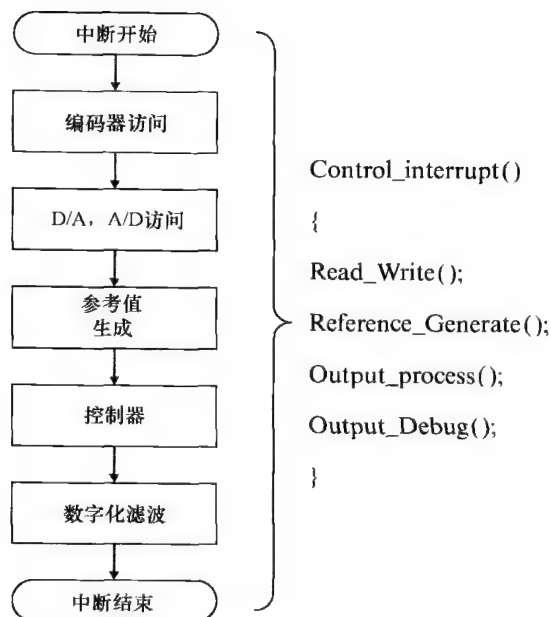 中断开始
编码器访问
D/A，A/D访问
参考值
生成
控制器
数字化滤波
中断结束
Control_interrupt()
{
Read_Write();
Reference_Generate();
Output_process();
Output_Debug();
}